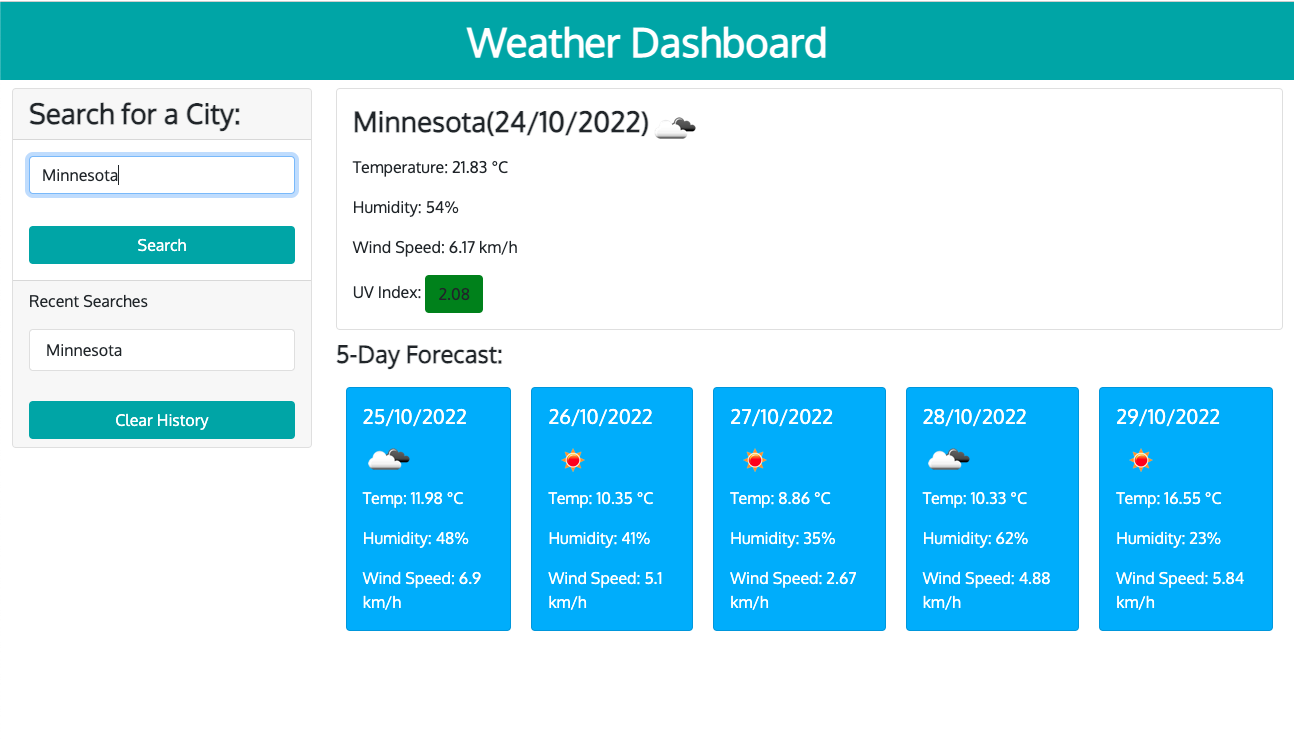 Weather Dashboard
Search for a City:
Minnesota
Search
Recent Searches
Minnesota
Clear History
Minnesota(24/10/2022)
Temperature: 21.83 °C
Humidity: 54%
Wind Speed: 6.17 km/h
UV Index: 2.08
5-Day Forecast:
25/10/2022
Temp: 11.98 °C
Humidity: 48%
Wind Speed: 6.9
km/h
26/10/2022
Temp: 10.35 °C
Humidity: 41%
Wind Speed: 5.1
km/h
27/10/2022
Temp: 8.86 °C
Humidity: 35%
Wind Speed: 2.67
km/h
28/10/2022
Temp: 10.33 °C
Humidity: 62%
Wind Speed: 4.88
km/h
29/10/2022
Temp: 16.55 °C
Humidity: 23%
Wind Speed: 5.84
km/h